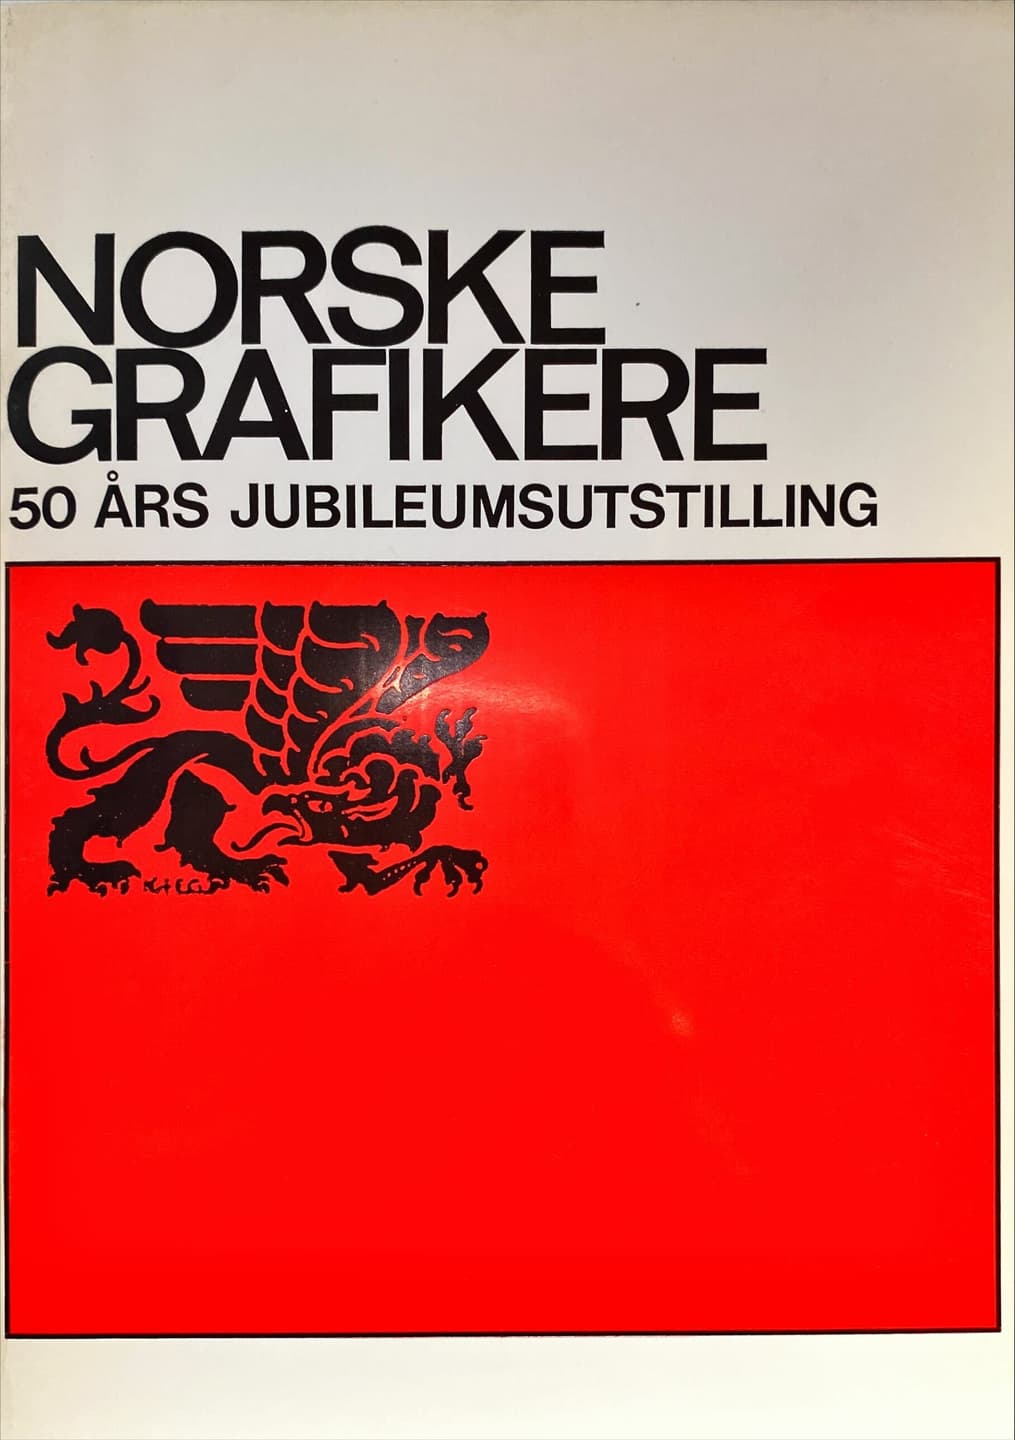 NORSKE
GRAFIKERE
50 ÅRS JUBILEUMSUTSTILLING